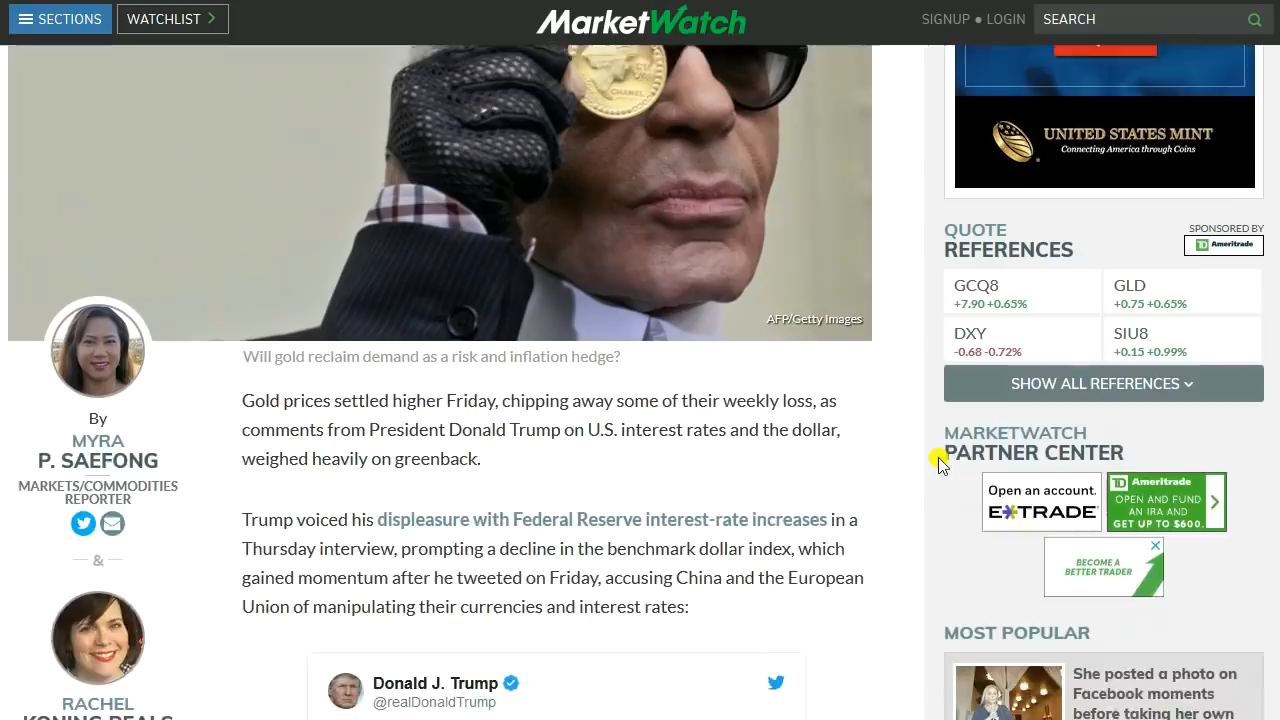 SECTIONS
WATCHLIST
MarketWatch
SIGNUP • LOGIN
SEARCH
CHANEL
AFP/Getty Images
Will gold reclaim demand as a risk and inflation hedge?
By
MYRA
P. SAEFONG
MARKETS/COMMODITIES
REPORTER
&
RACHEL
KONING BEALS
Gold prices settled higher Friday, chipping away some of their weekly loss, as
comments from President Donald Trump on U.S. interest rates and the dollar,
weighed heavily on greenback.
Trump voiced his displeasure with Federal Reserve interest-rate increases in a
Thursday interview, prompting a decline in the benchmark dollar index, which
gained momentum after he tweeted on Friday, accusing China and the European
Union of manipulating their currencies and interest rates:
Donald J. Trump
@realDonaldTrump
UNITED STATES MINT
Connecting America through Coins
QUOTE
REFERENCES
SPONSORED BY
TD Ameritrade
GCQ8
+7.90 +0.65%
GLD
+0.75 +0.65%
DXY
-0.68 -0.72%
SIU8
+0.15 +0.99%
SHOW ALL REFERENCES
MARKETWATCH
PARTNER CENTER
Open an account.
E*TRADE
TD Ameritrade
OPEN AND FUND
AN IRA AND
GET UP TO $600.
BECOME A
BETTER TRADER
MOST POPULAR
She posted a photo on
Facebook moments
before taking her own